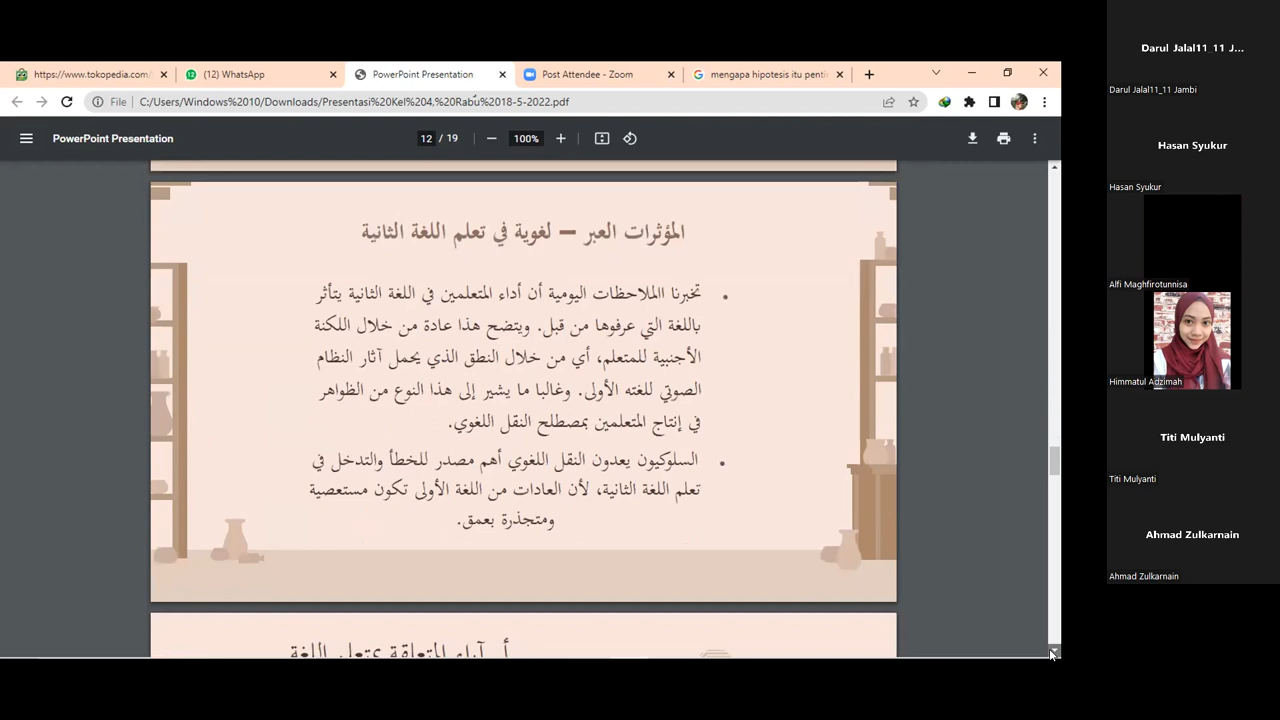 https://www.tokopedia.com/
(12) WhatsApp
PowerPoint Presentation
Post Attendee - Zoom
mengapa hipotesis itu penti
File
C:/Users/Windows%2010/Downloads/Presentasi%20Kel%204,%20Rabu%2018-5-2022.pdf
PowerPoint Presentation
12 / 19
100%
المؤثرات العبر – لغوية في تعلم اللغة الثانية
• تخبرنا االملاحظات اليومية أن أداء المتعلمين في اللغة الثانية يتأثر
باللغة التي عرفوها من قبل. ويتضح هذا عادة من خلال اللكنة
الأجنبية للمتعلم، أي من خلال النطق الذي يحمل آثار النظام
الصوتي للغته الأولى. وغالبا ما يشير إلى هذا النوع من الظواهر
في إنتاج المتعلمين بمصطلح النقل اللغوي.
• السلوكيون يعدون النقل اللغوي أهم مصدر للخطأ والتدخل في
تعلم اللغة الثانية، لأن العادات من اللغة الأولى تكون مستعصية
ومتجذرة بعمق.
أ. آداء المتعلقة بمتعلم اللغة
Darul Jalal11_11 J...
Darul Jalal11_11 Jambi
Hasan Syukur
Hasan Syukur
Alfi Maghfirotunnisa
Himmatul Adzimah
Titi Mulyanti
Titi Mulyanti
Ahmad Zulkarnain
Ahmad Zulkarnain